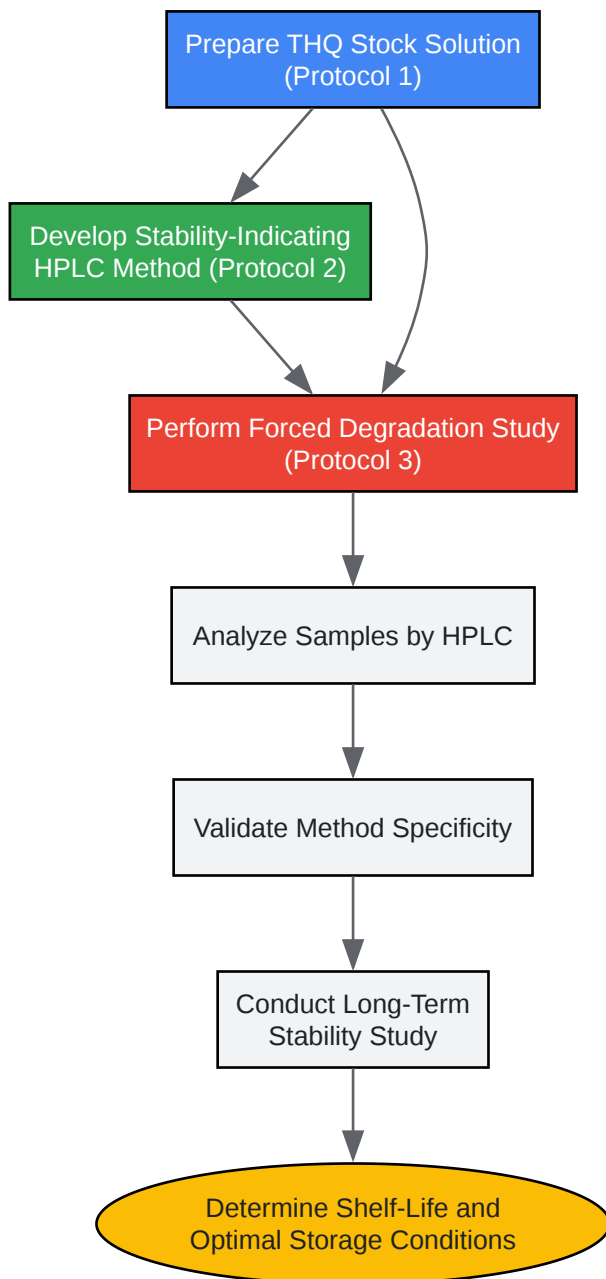 Prepare THQ Stock Solution
(Protocol 1)
Develop Stability-Indicating
HPLC Method (Protocol 2)
Perform Forced Degradation Study
(Protocol 3)
Analyze Samples by HPLC
Validate Method Specificity
Conduct Long-Term
Stability Study
Determine Shelf-Life and
Optimal Storage Conditions